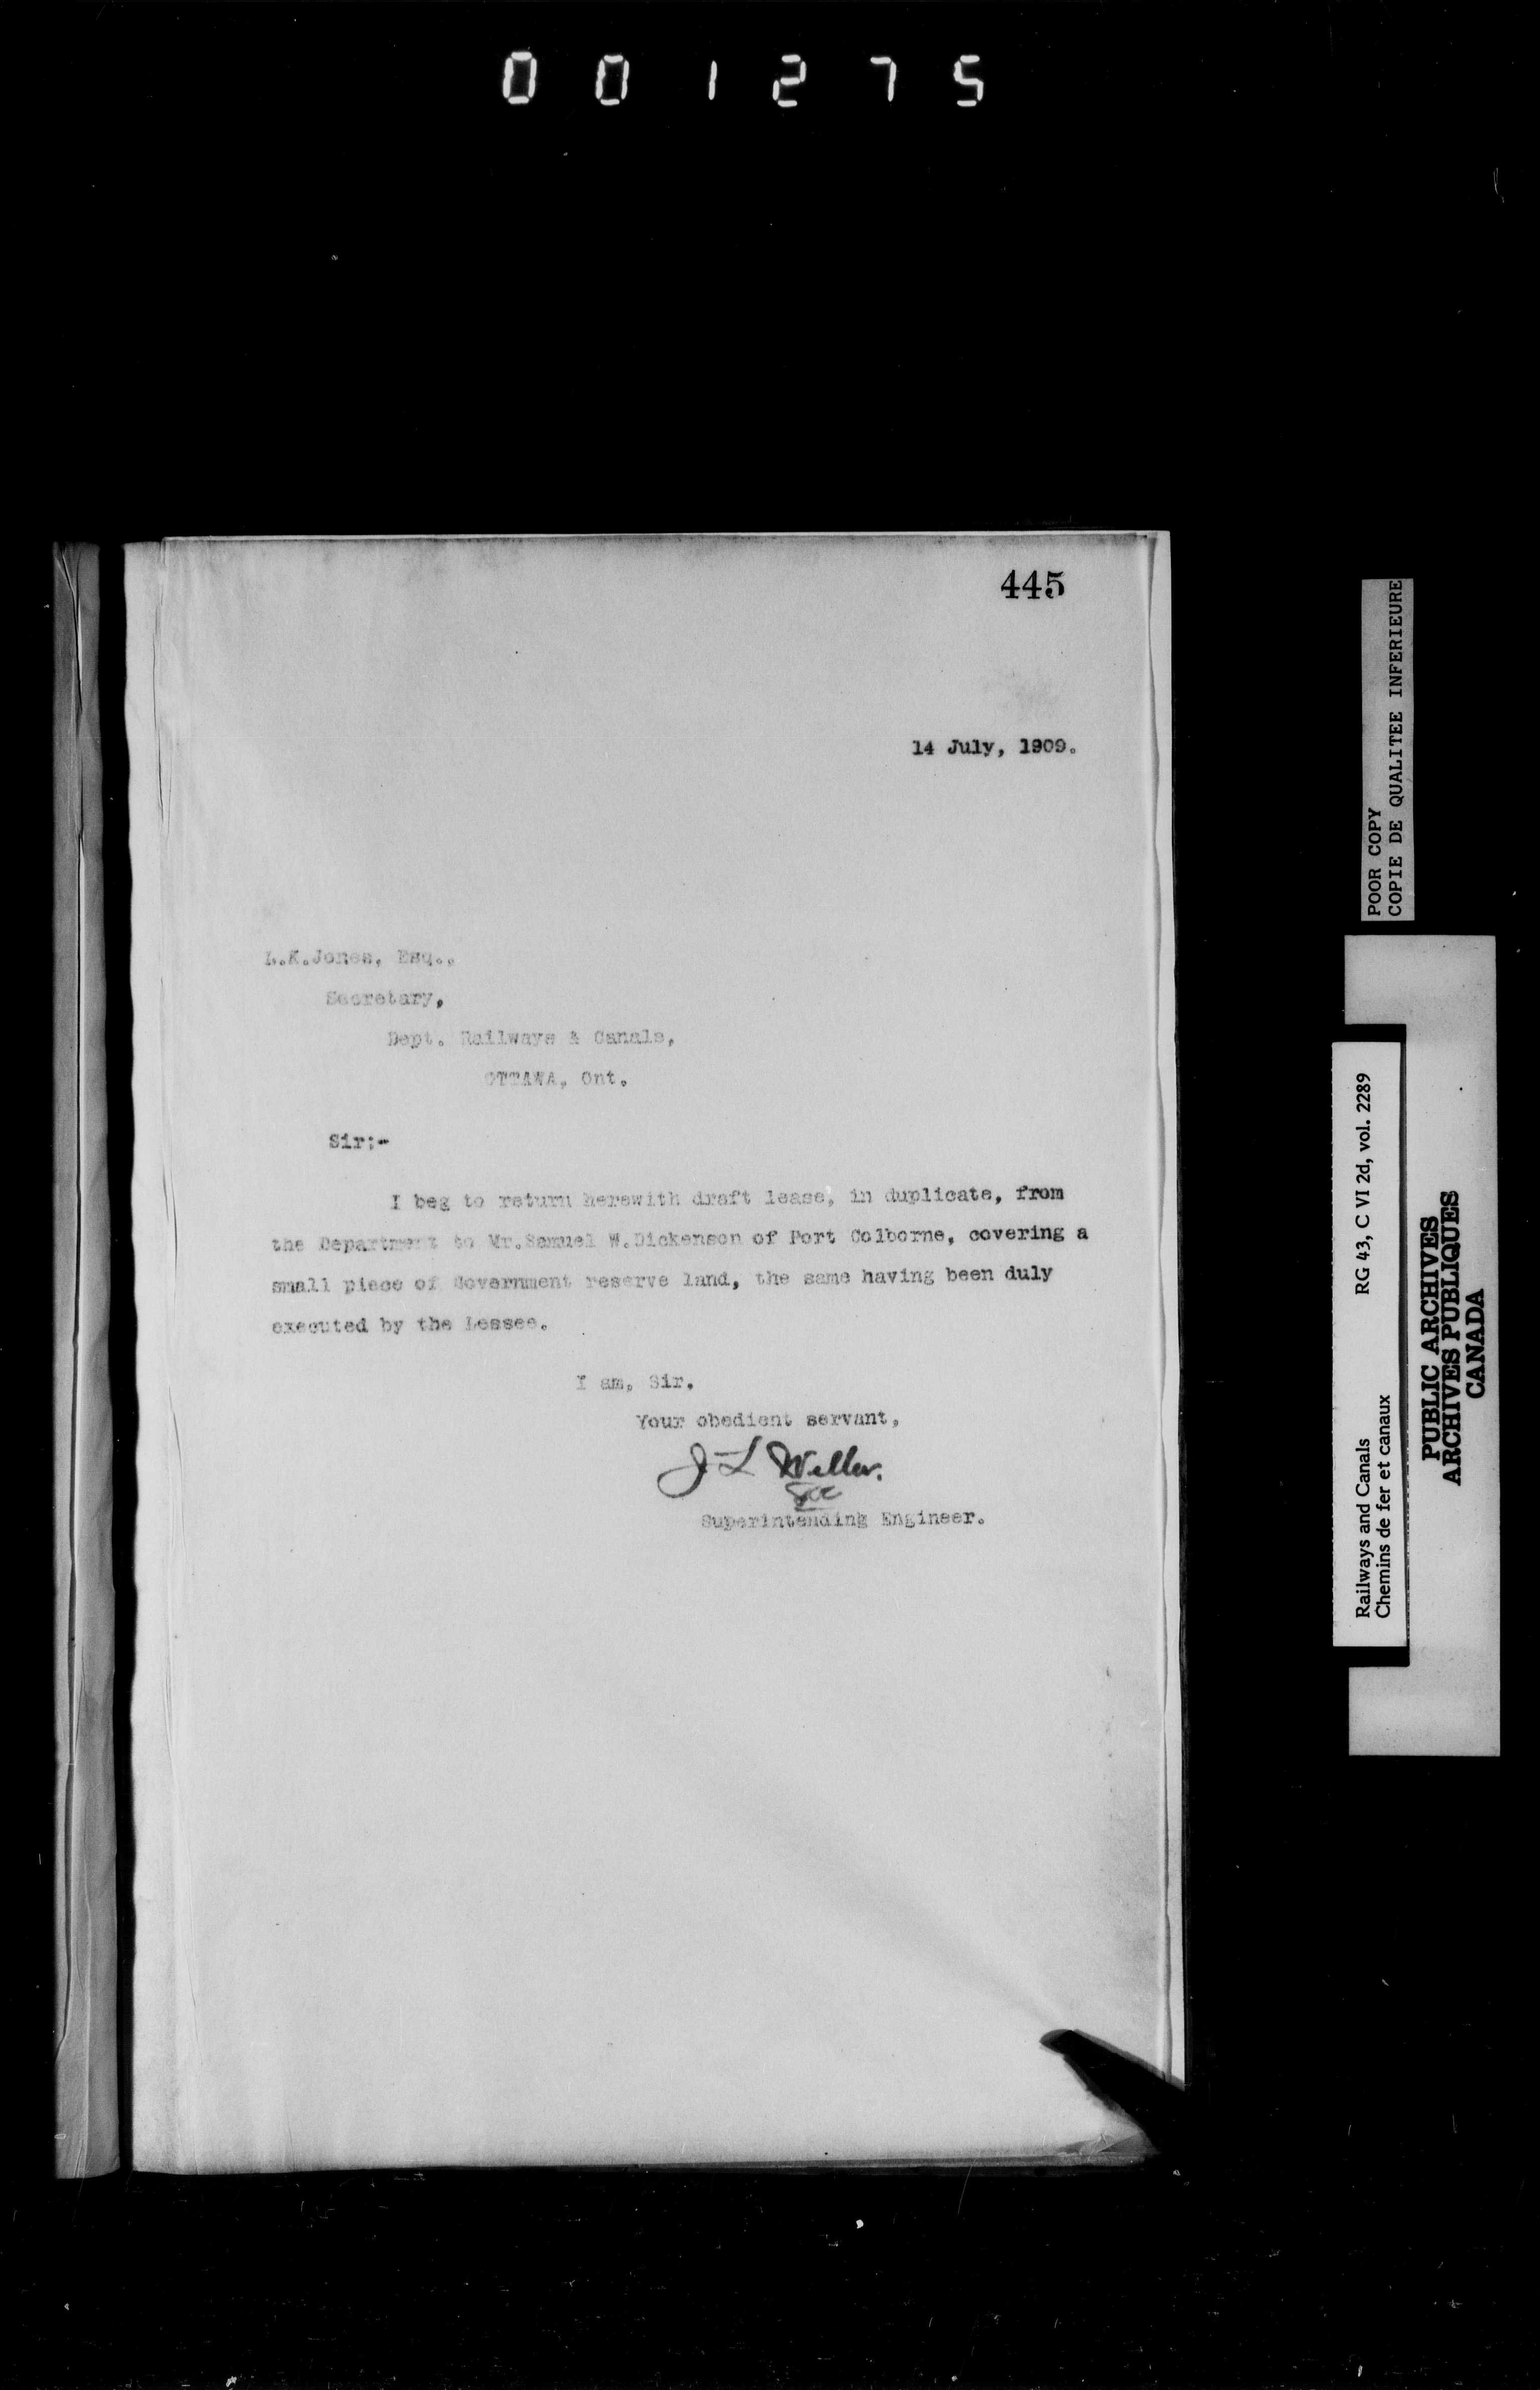 001275
445
14 July, 1909.
L.K.Jones, Esq.,
Secretary,
Dept. Railways & Canals,
OTTAWA, Ont.
Sir:-
I beg to return herewith draft lease, in duplicate, from
the Department to Mr.Samuel W.Dickenson of Port Colborne, covering a
small piece of Government reserve land, the same having been duly
executed by the Lessee.
I am, Sir.
Your obedient servant,
J L Weller.
Superintending Engineer.
POOR COPY
COPIE DE QUALITEE INFERIEURE
Railways and Canals RG 43, C VI 2d, vol. 2289
Chemins de fer et canaux
PUBLIC ARCHIVES
ARCHIVES PUBLIQUES
CANADA